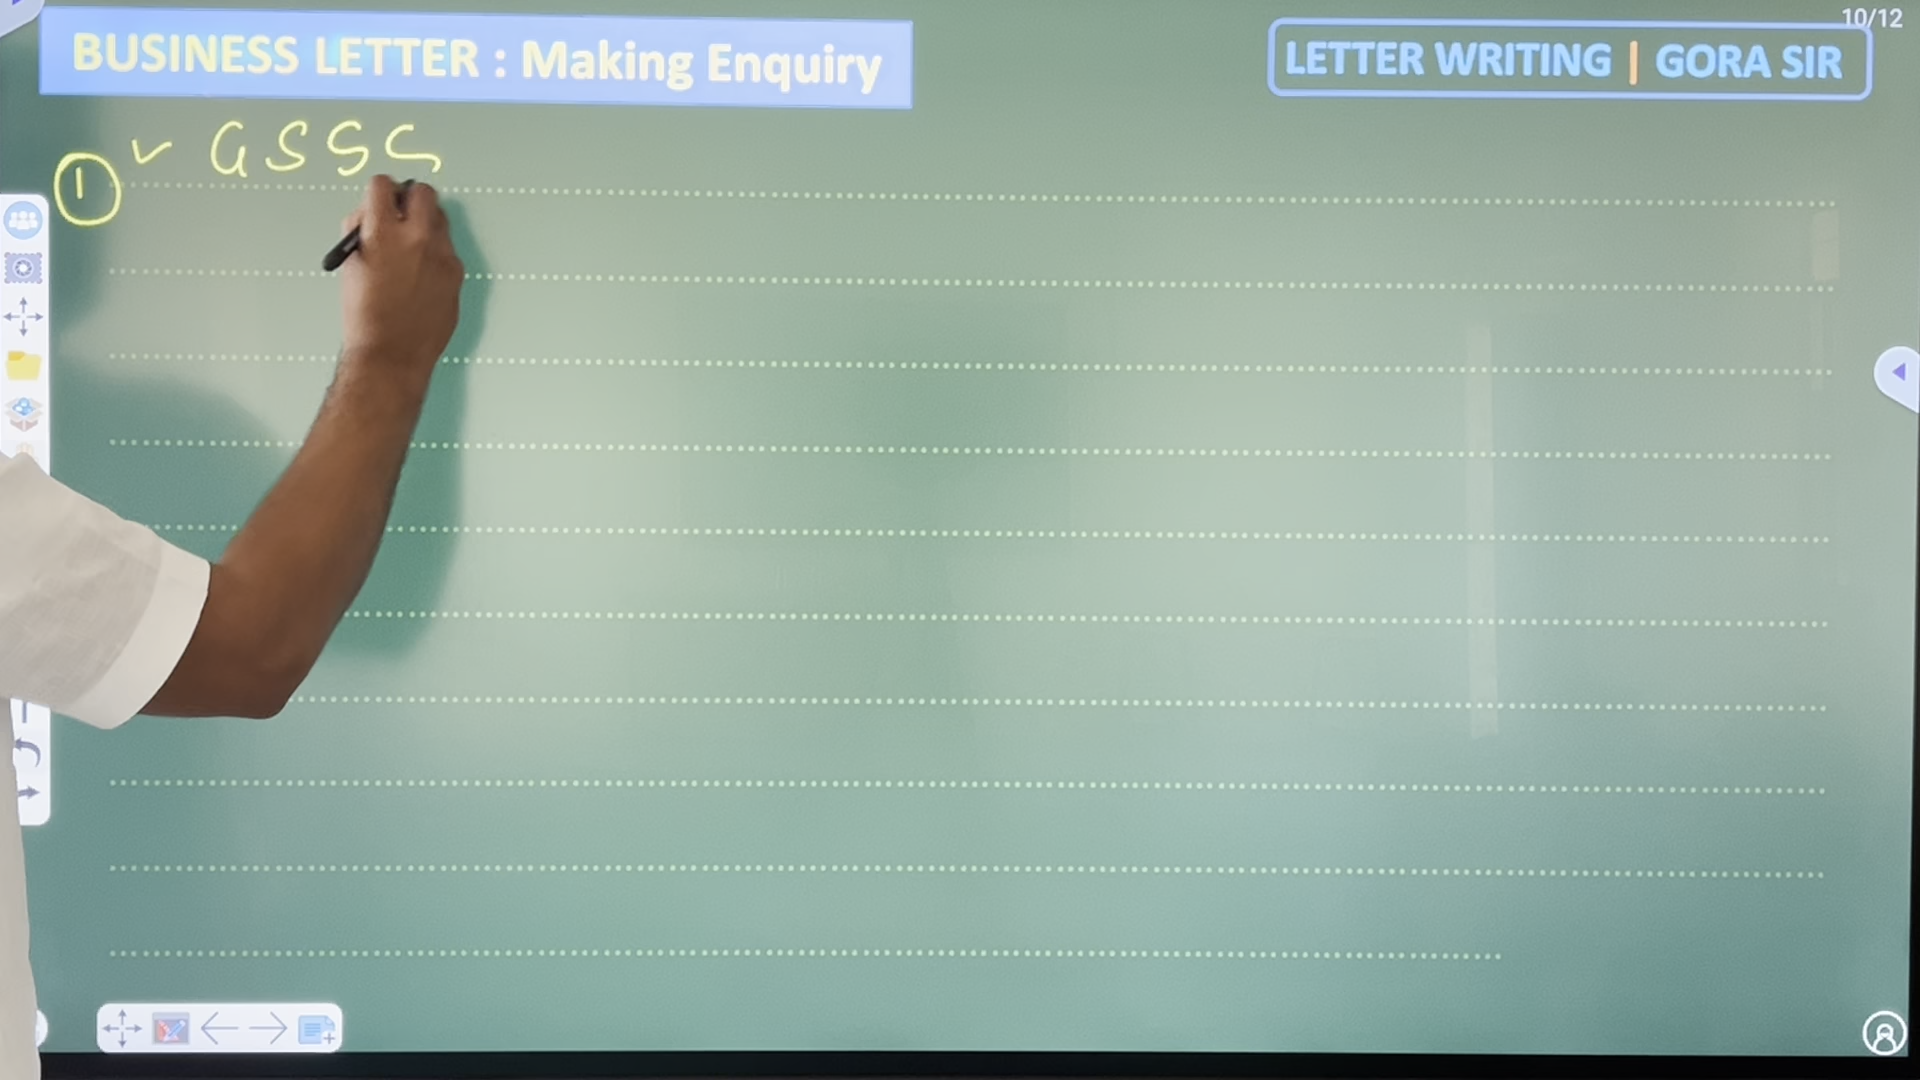 10/12
BUSINESS LETTER : Making Enquiry
LETTER WRITING | GORA SIR
① ✓ GSSS